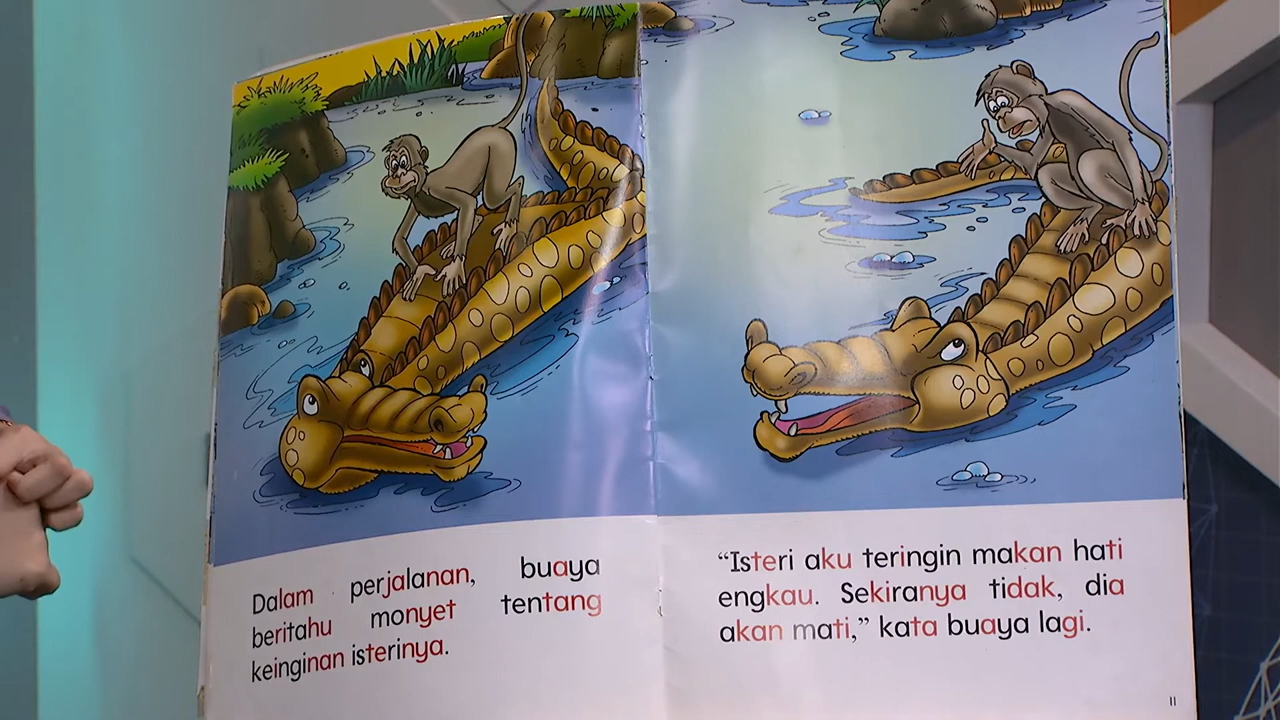 Dalam perjalanan, buaya
beritahu monyet tentang
keinginan isterinya.
“Isteri aku teringin makan hati
engkau. Sekiranya tidak, dia
akan mati,” kata buaya lagi.
11